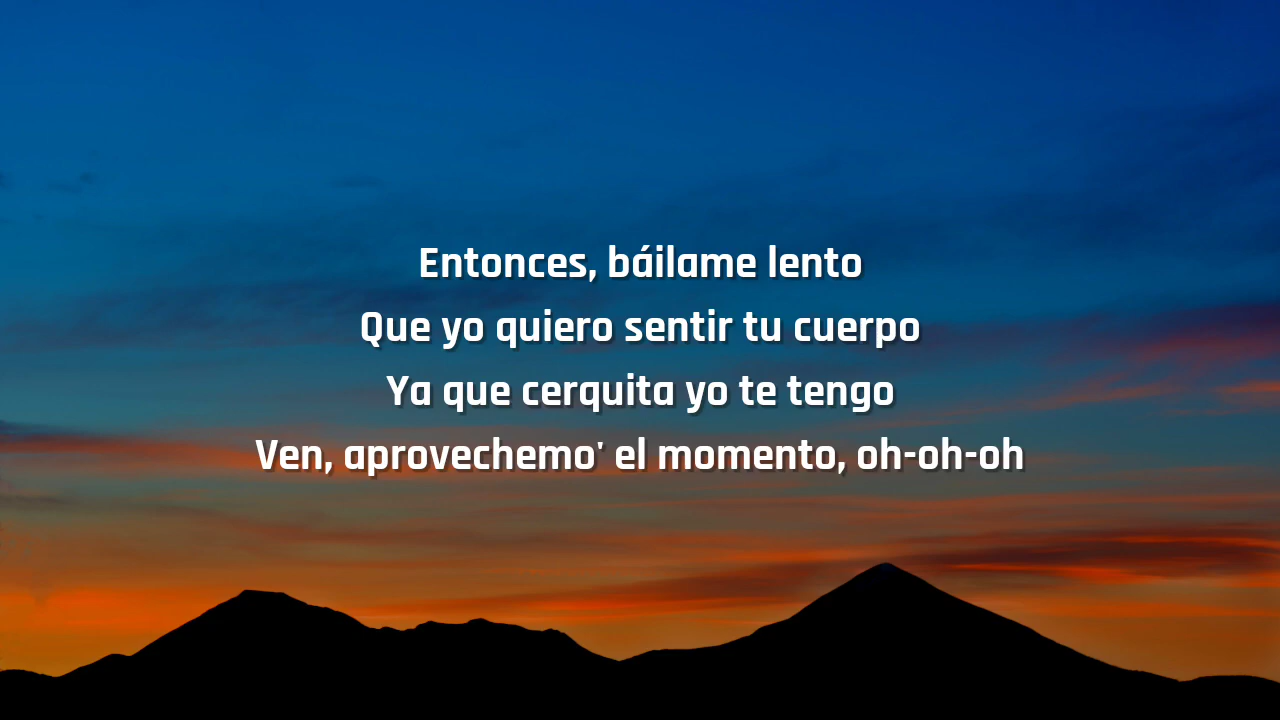 Entonces, báilame lento
Que yo quiero sentir tu cuerpo
Ya que cerquita yo te tengo
Ven, aprovechemo' el momento, oh-oh-oh